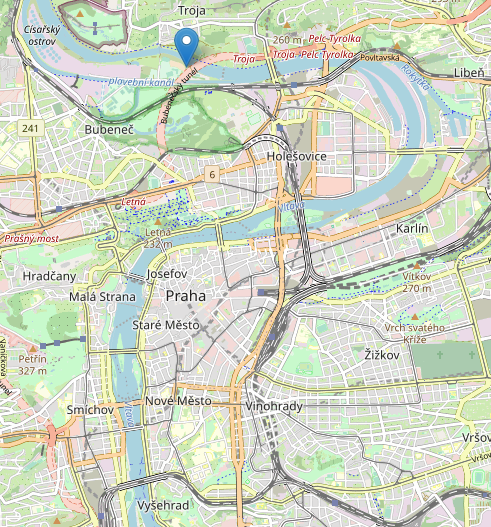 Troja
Císařský
ostrov
260 m
Pelc Tyrolka
Troja
Troja. Pelc Tyrolka
Povltavská
Libeň
plavební kanál
Rokytka
Bubenečský tunel
241
Bubeneč
Holešovice
6
Letná
Vltava
Letná
232 m
Prašný most
Karlín
Hradčany
Josefov
Vítkov
270 m
Malá Strana
Praha
Staré Město
Vrch svatého
Kříže
Petřín
327 m
Žižkov
Smíchov
Nové Město
Vinohrady
Vršov
Vyšehrad